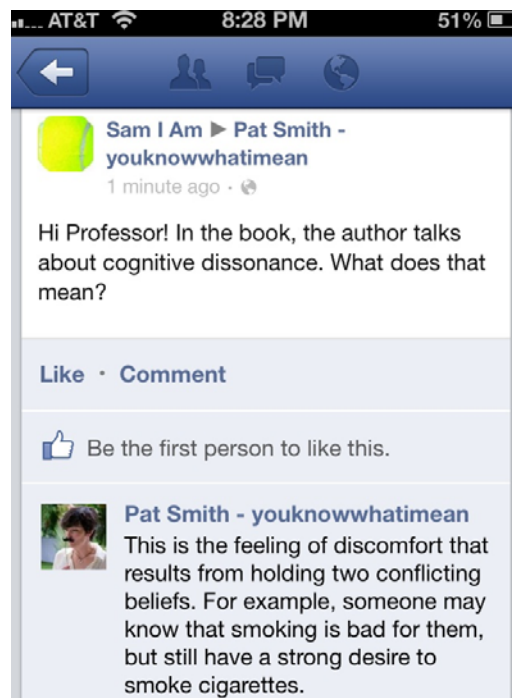 AT&T 8:28 PM 51%
Sam I Am ▶ Pat Smith -
youknowwhatimean
1 minute ago ·
Hi Professor! In the book, the author talks
about cognitive dissonance. What does that
mean?
Like · Comment
Be the first person to like this.
Pat Smith - youknowwhatimean
This is the feeling of discomfort that
results from holding two conflicting
beliefs. For example, someone may
know that smoking is bad for them,
but still have a strong desire to
smoke cigarettes.